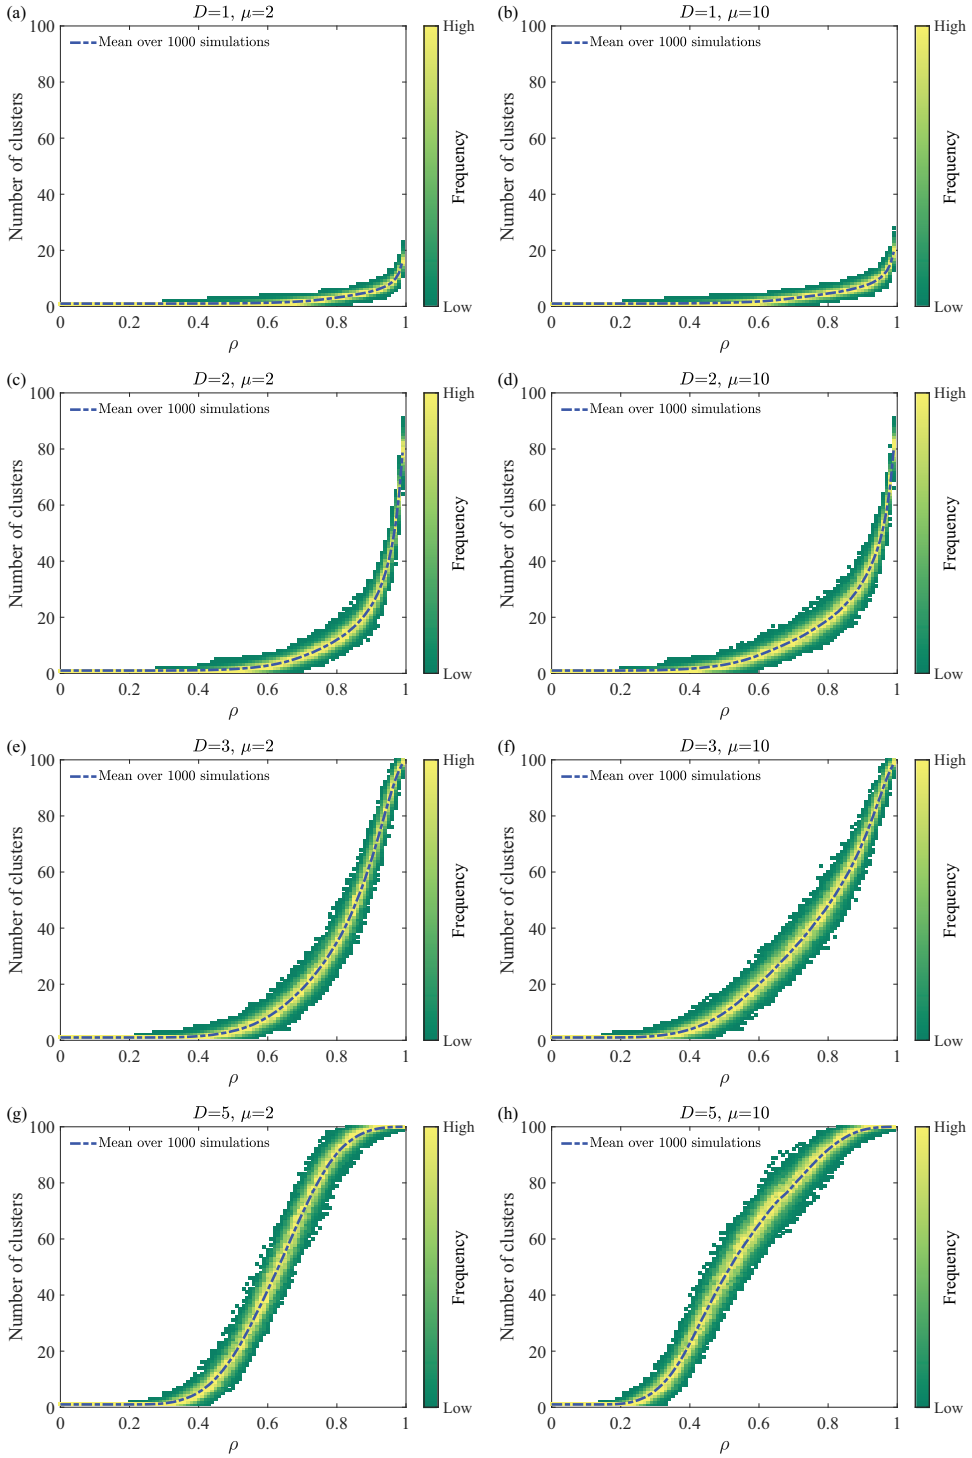 (a) D=1, μ=2
Mean over 1000 simulations
Number of clusters
100
80
60
40
20
0
0 0.2 0.4 0.6 0.8 1
ρ
High
Frequency
Low
(b) D=1, μ=10
Mean over 1000 simulations
Number of clusters
100
80
60
40
20
0
0 0.2 0.4 0.6 0.8 1
ρ
High
Frequency
Low
(c) D=2, μ=2
Mean over 1000 simulations
Number of clusters
100
80
60
40
20
0
0 0.2 0.4 0.6 0.8 1
ρ
High
Frequency
Low
(d) D=2, μ=10
Mean over 1000 simulations
Number of clusters
100
80
60
40
20
0
0 0.2 0.4 0.6 0.8 1
ρ
High
Frequency
Low
(e) D=3, μ=2
Mean over 1000 simulations
Number of clusters
100
80
60
40
20
0
0 0.2 0.4 0.6 0.8 1
ρ
High
Frequency
Low
(f) D=3, μ=10
Mean over 1000 simulations
Number of clusters
100
80
60
40
20
0
0 0.2 0.4 0.6 0.8 1
ρ
High
Frequency
Low
(g) D=5, μ=2
Mean over 1000 simulations
Number of clusters
100
80
60
40
20
0
0 0.2 0.4 0.6 0.8 1
ρ
High
Frequency
Low
(h) D=5, μ=10
Mean over 1000 simulations
Number of clusters
100
80
60
40
20
0
0 0.2 0.4 0.6 0.8 1
ρ
High
Frequency
Low